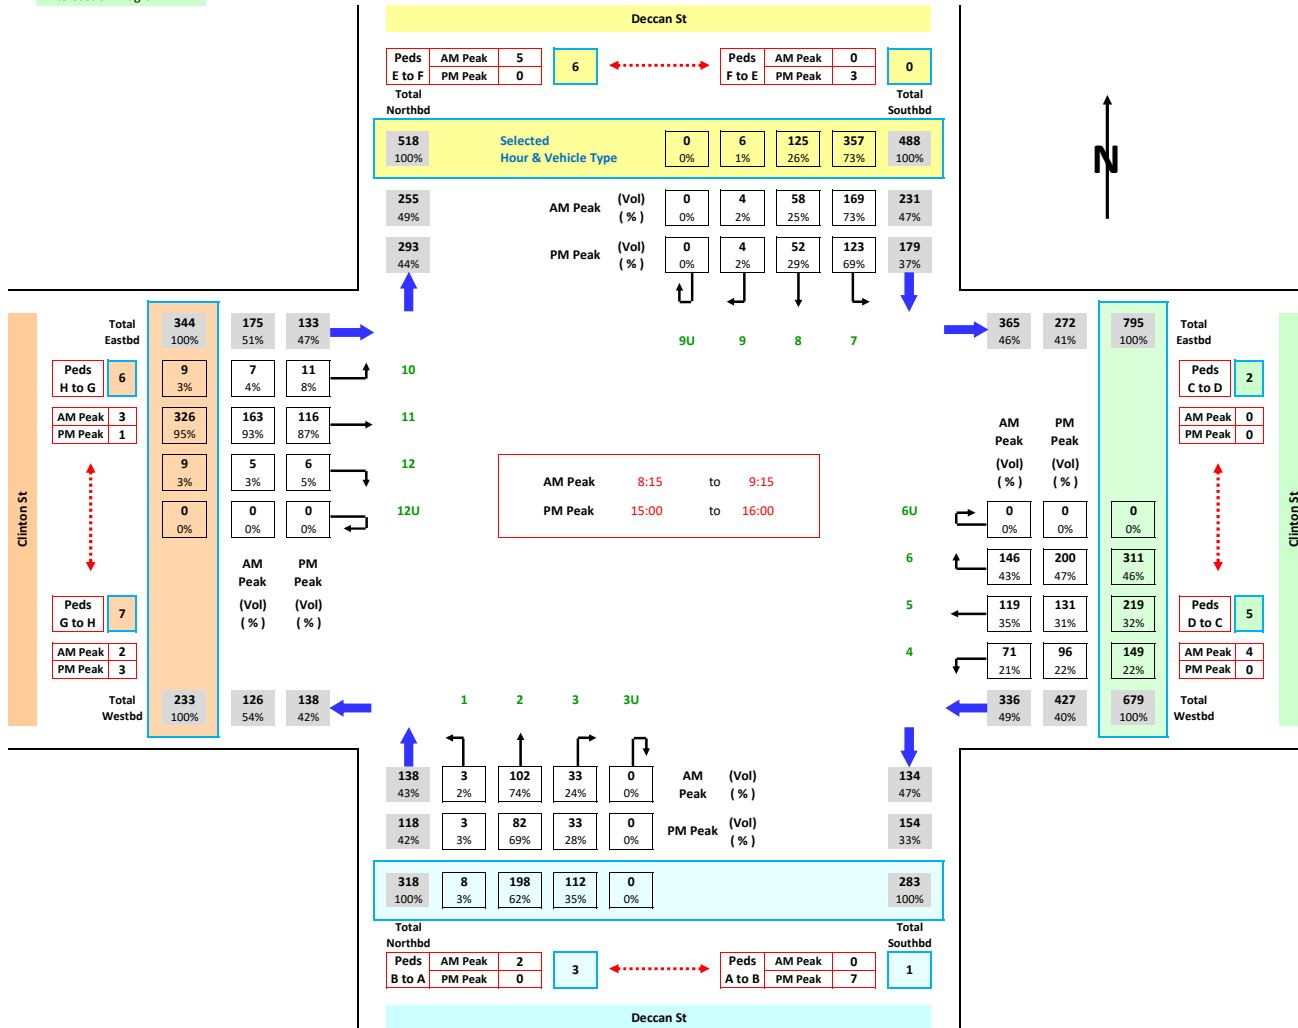 Deccan St
Peds E to F AM Peak 5 PM Peak 0 6
Peds F to E AM Peak 0 PM Peak 3 0
Total Northbd
Total Southbd
518 100% Selected Hour & Vehicle Type 0 0% 6 1% 125 26% 357 73% 488 100%
255 49% AM Peak (Vol) (%) 0 0% 4 2% 58 25% 169 73% 231 47%
293 44% PM Peak (Vol) (%) 0 0% 4 2% 52 29% 123 69% 179 37%
N
9U 9 8 7
Clinton St
Total Eastbd 344 100% 175 51% 133 47%
Peds H to G 6
9 3% 7 4% 11 8% 10
AM Peak 3
PM Peak 1
326 95% 163 93% 116 87% 11
9 3% 5 3% 6 5% 12
0 0% 0 0% 0 0% 12U
AM Peak (Vol) (%)
PM Peak (Vol) (%)
Peds G to H 7
AM Peak 2
PM Peak 3
Total Westbd 233 100% 126 54% 138 42%
AM Peak 8:15 to 9:15
PM Peak 15:00 to 16:00
365 46% 272 41% 795 100% Total Eastbd
Peds C to D 2
AM Peak 0
PM Peak 0
AM Peak (Vol) (%)
PM Peak (Vol) (%)
6U 0 0% 0 0% 0 0%
6 146 43% 200 47% 311 46%
5 119 35% 131 31% 219 32%
Peds D to C 5
4 71 21% 96 22% 149 22%
AM Peak 4
PM Peak 0
336 49% 427 40% 679 100% Total Westbd
Clinton St
1 2 3 3U
138 43% 3 2% 102 74% 33 24% 0 0% AM Peak (Vol) (%) 134 47%
118 42% 3 3% 82 69% 33 28% 0 0% PM Peak (Vol) (%) 154 33%
318 100% 8 3% 198 62% 112 35% 0 0% 283 100%
Total Northbd
Total Southbd
Peds B to A AM Peak 2 PM Peak 0 3
Peds A to B AM Peak 0 PM Peak 7 1
Deccan St